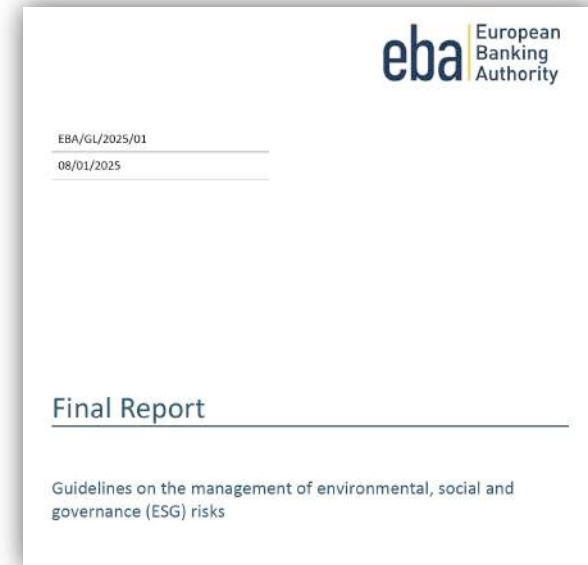 eba European
Banking
Authority
EBA/GL/2025/01
08/01/2025
Final Report
Guidelines on the management of environmental, social and
governance (ESG) risks